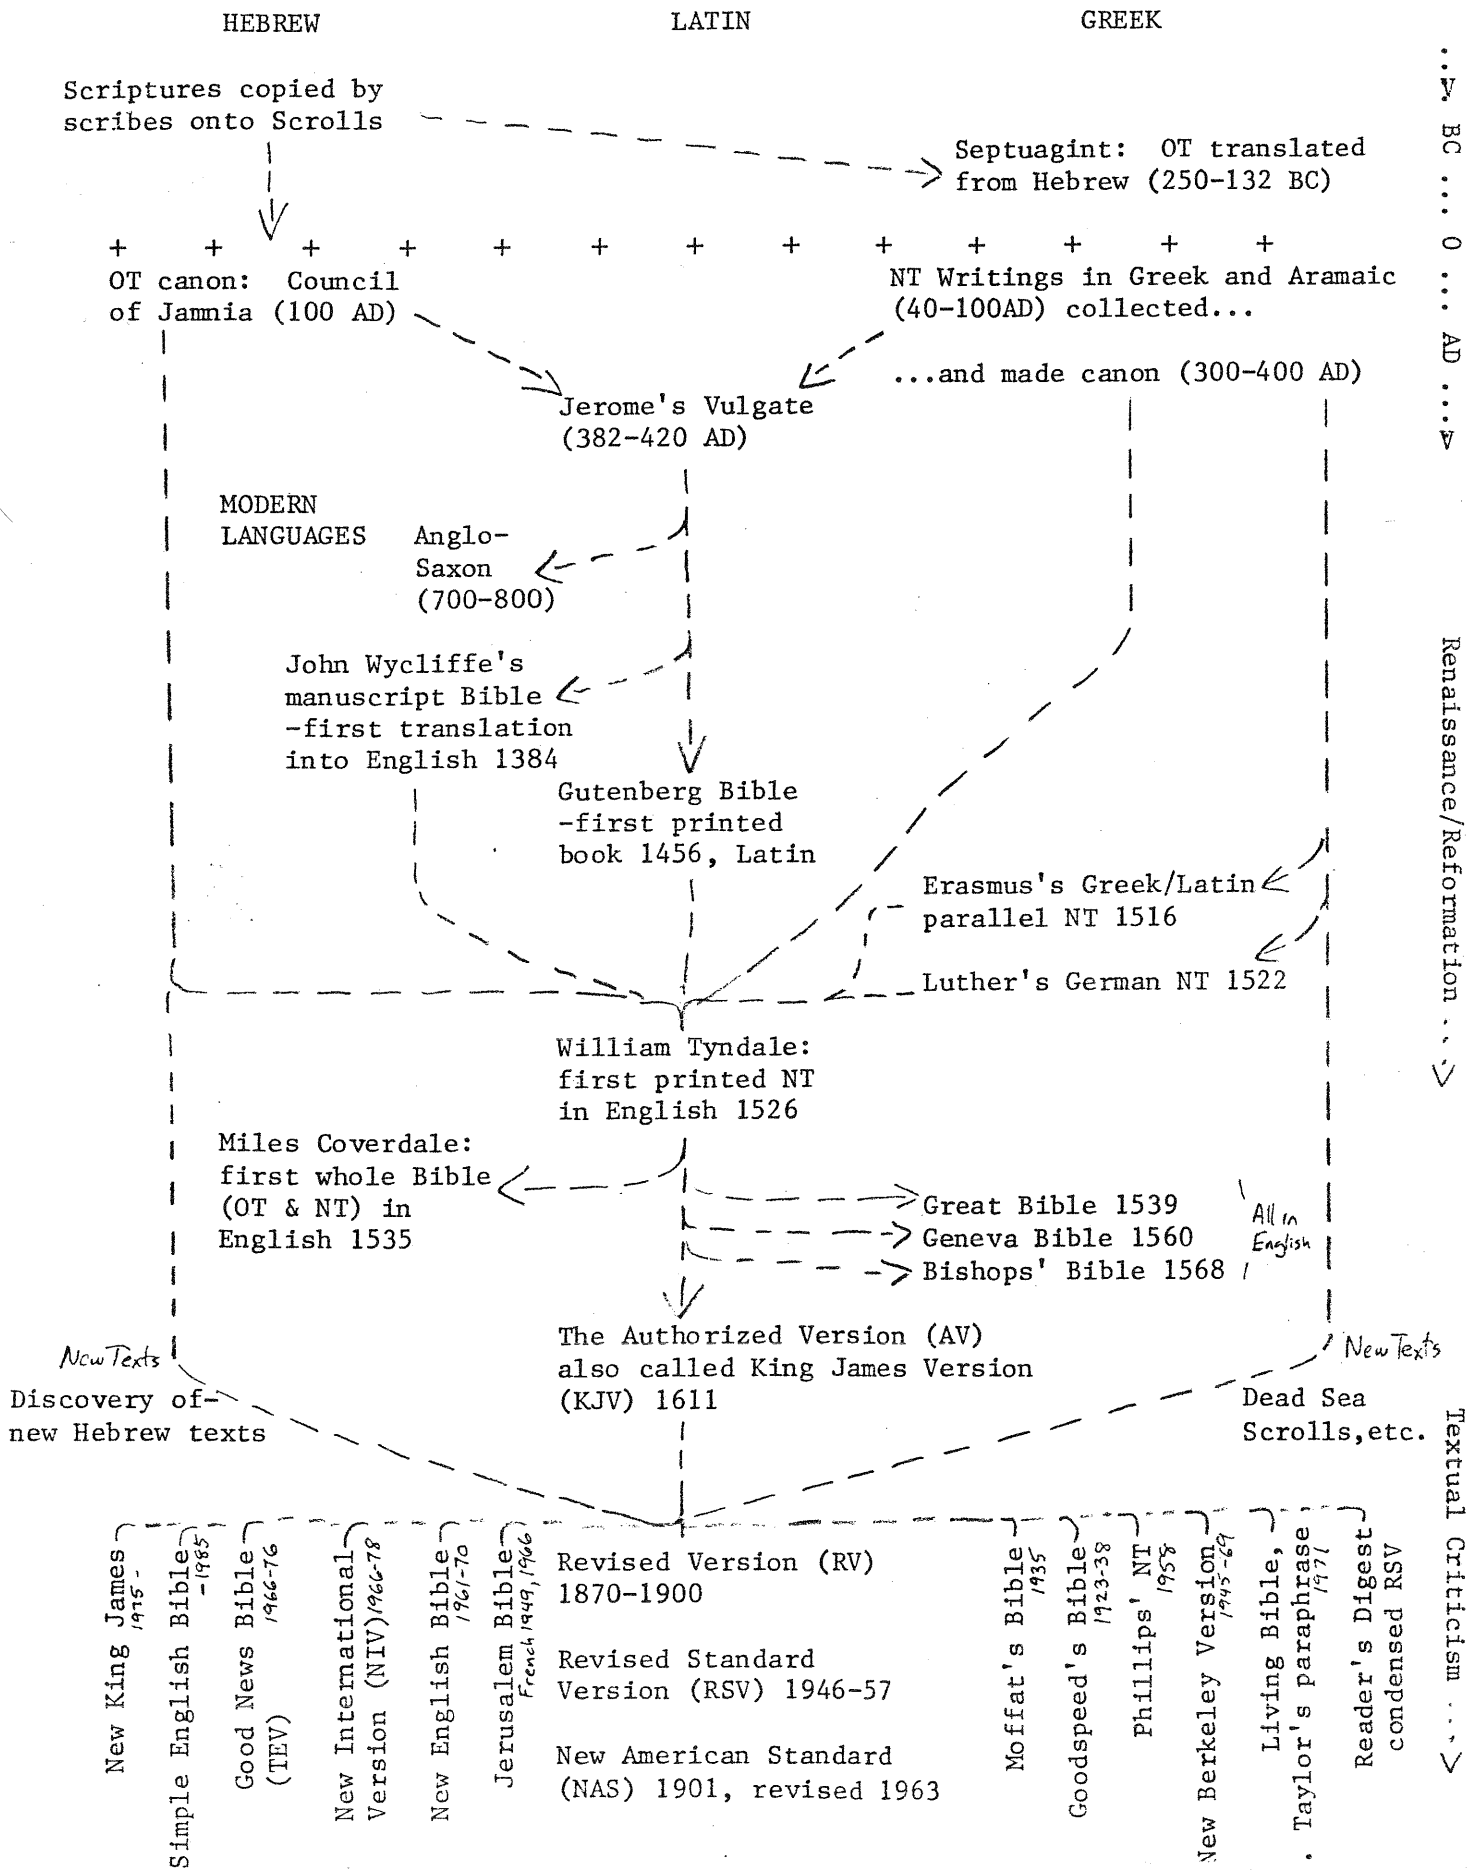 HEBREW LATIN GREEK
Scriptures copied by
scribes onto Scrolls
Septuagint: OT translated
from Hebrew (250-132 BC)
+ + + + + + + + + + + + +
OT canon: Council
of Jamnia (100 AD)
NT Writings in Greek and Aramaic
(40-100AD) collected...
...and made canon (300-400 AD)
Jerome's Vulgate
(382-420 AD)
..V. BC ... 0 ... AD ....V
MODERN
LANGUAGES
Anglo-
Saxon
(700-800)
John Wycliffe's
manuscript Bible
-first translation
into English 1384
Gutenberg Bible
-first printed
book 1456, Latin
Erasmus's Greek/Latin
parallel NT 1516
Luther's German NT 1522
Renaissance/Reformation ...
William Tyndale:
first printed NT
in English 1526
Miles Coverdale:
first whole Bible
(OT & NT) in
English 1535
Great Bible 1539
Geneva Bible 1560
Bishops' Bible 1568
All in
English
The Authorized Version (AV)
also called King James Version
(KJV) 1611
New Texts
Discovery of
new Hebrew texts
New Texts
Dead Sea
Scrolls,etc.
Textual Criticism ...
New King James
1975-
Simple English Bible
-1985
Good News Bible
(TEV)
1966-76
New International
Version (NIV) 1966-78
New English Bible
1961-70
Jerusalem Bible
French 1949, 1966
Revised Version (RV)
1870-1900
Revised Standard
Version (RSV) 1946-57
New American Standard
(NAS) 1901, revised 1963
Moffat's Bible
1935
Goodspeed's Bible
1923-38
Phillips' NT
1958
New Berkeley Version
1945-69
Living Bible,
. Taylor's paraphrase
1971
Reader's Digest
condensed RSV